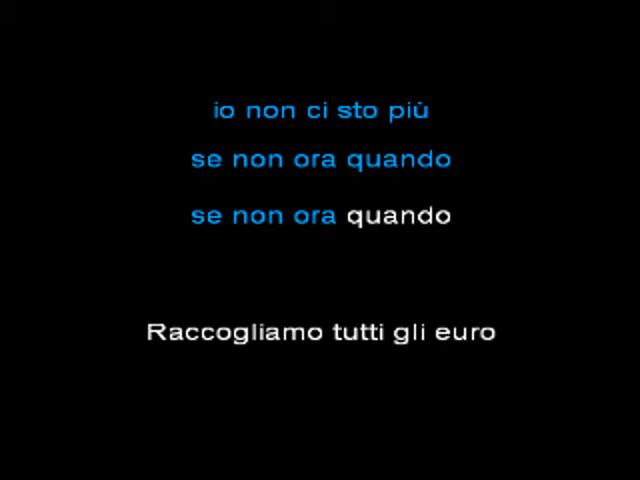 io non ci sto più
se non ora quando
se non ora quando
Raccogliamo tutti gli euro